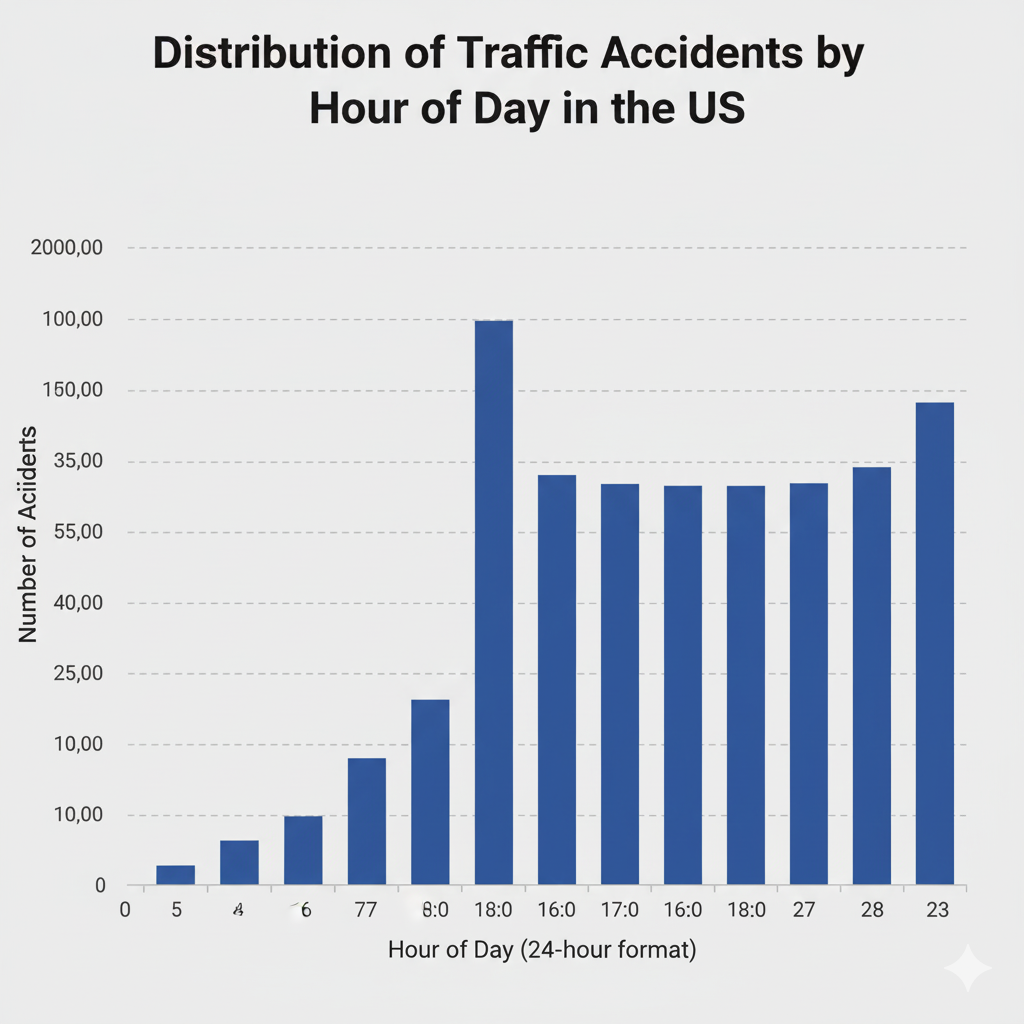 Distribution of Traffic Accidents by
Hour of Day in the US
2000,00
100,00
150,00
35,00
55,00
40,00
25,00
10,00
10,00
0
Number of Aciiderts
0 5 4 6 77 8:0 18:0 16:0 17:0 16:0 18:0 27 28 23
Hour of Day (24-hour format)